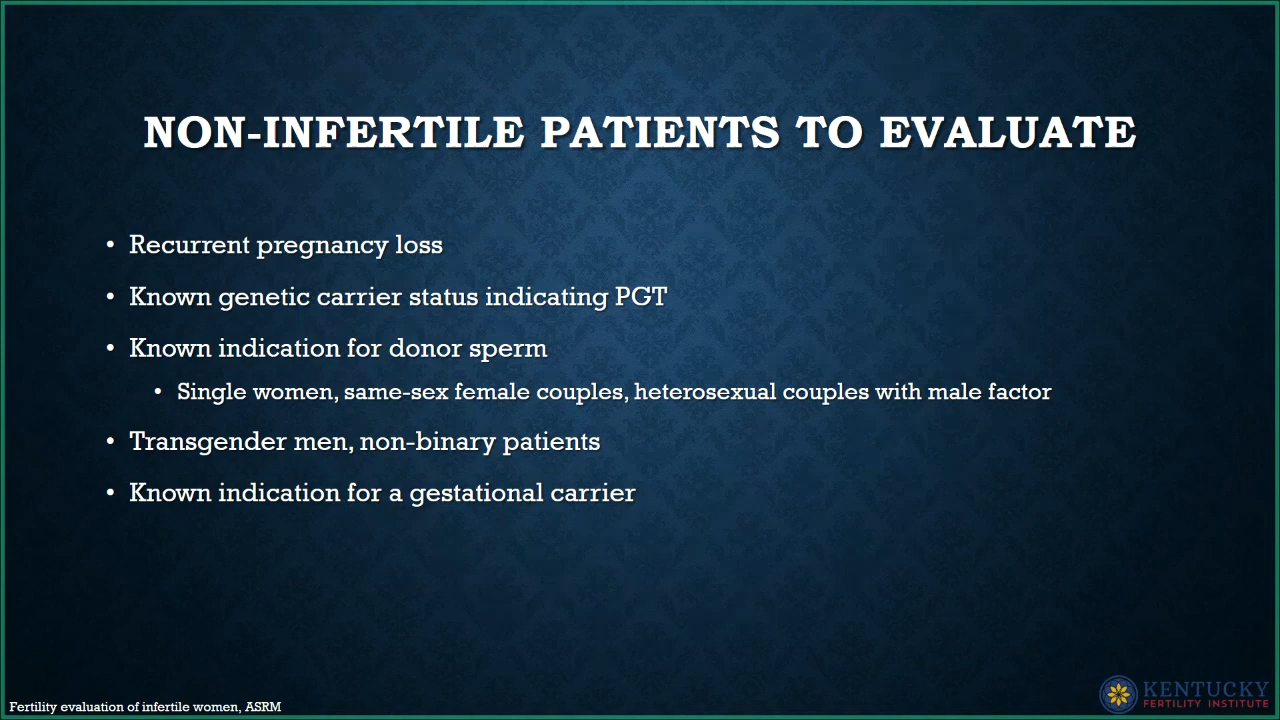 NON-INFERTILE PATIENTS TO EVALUATE
• Recurrent pregnancy loss
• Known genetic carrier status indicating PGT
• Known indication for donor sperm
• Single women, same-sex female couples, heterosexual couples with male factor
• Transgender men, non-binary patients
• Known indication for a gestational carrier
Fertility evaluation of infertile women, ASRM
KENTUCKY
FERTILITY INSTITUTE